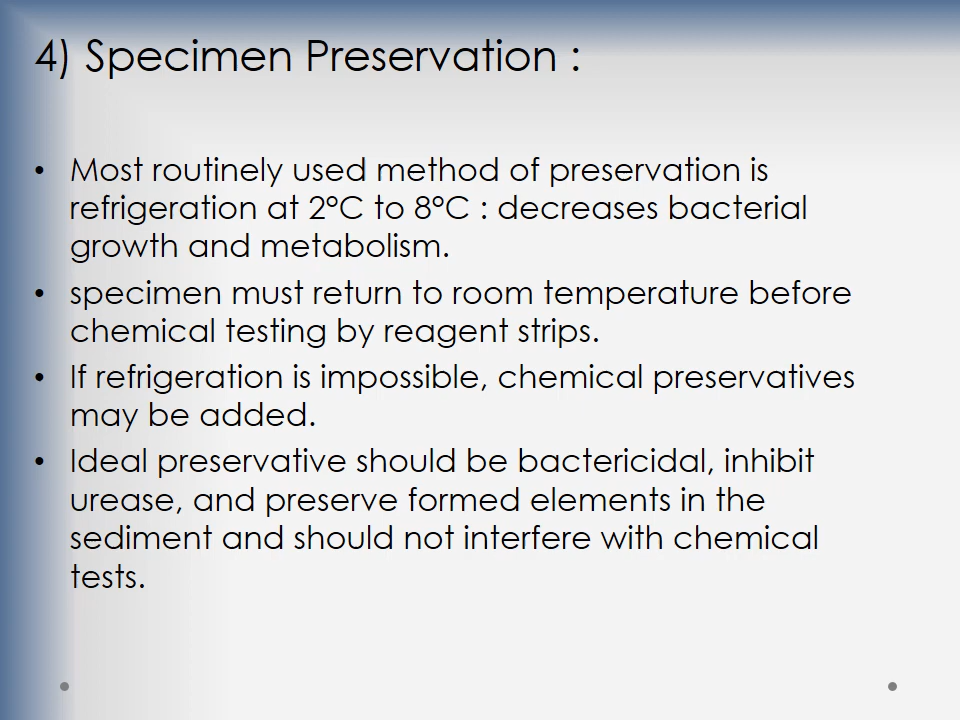 4) Specimen Preservation :
• Most routinely used method of preservation is
refrigeration at 2°C to 8°C : decreases bacterial
growth and metabolism.
• specimen must return to room temperature before
chemical testing by reagent strips.
• If refrigeration is impossible, chemical preservatives
may be added.
• Ideal preservative should be bactericidal, inhibit
urease, and preserve formed elements in the
sediment and should not interfere with chemical
tests.